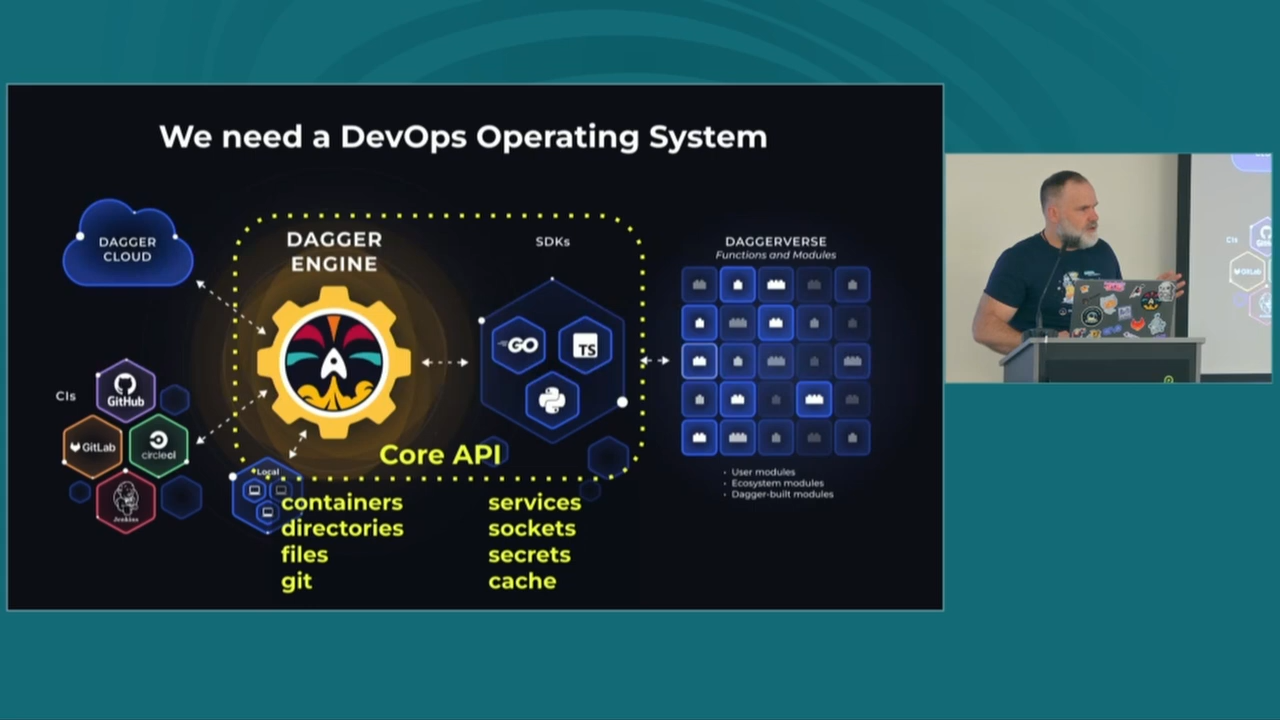 We need a DevOps Operating System
DAGGER
CLOUD
DAGGER
ENGINE
SDKs
DAGGERVERSE
Functions and Modules
GO
TS
CIs
GitHub
GitLab
circleci
Jenkins
Local
Core API
containers
directories
files
git
services
sockets
secrets
cache
· User modules
· Ecosystem modules
· Dagger-built modules
CIs
GitLab